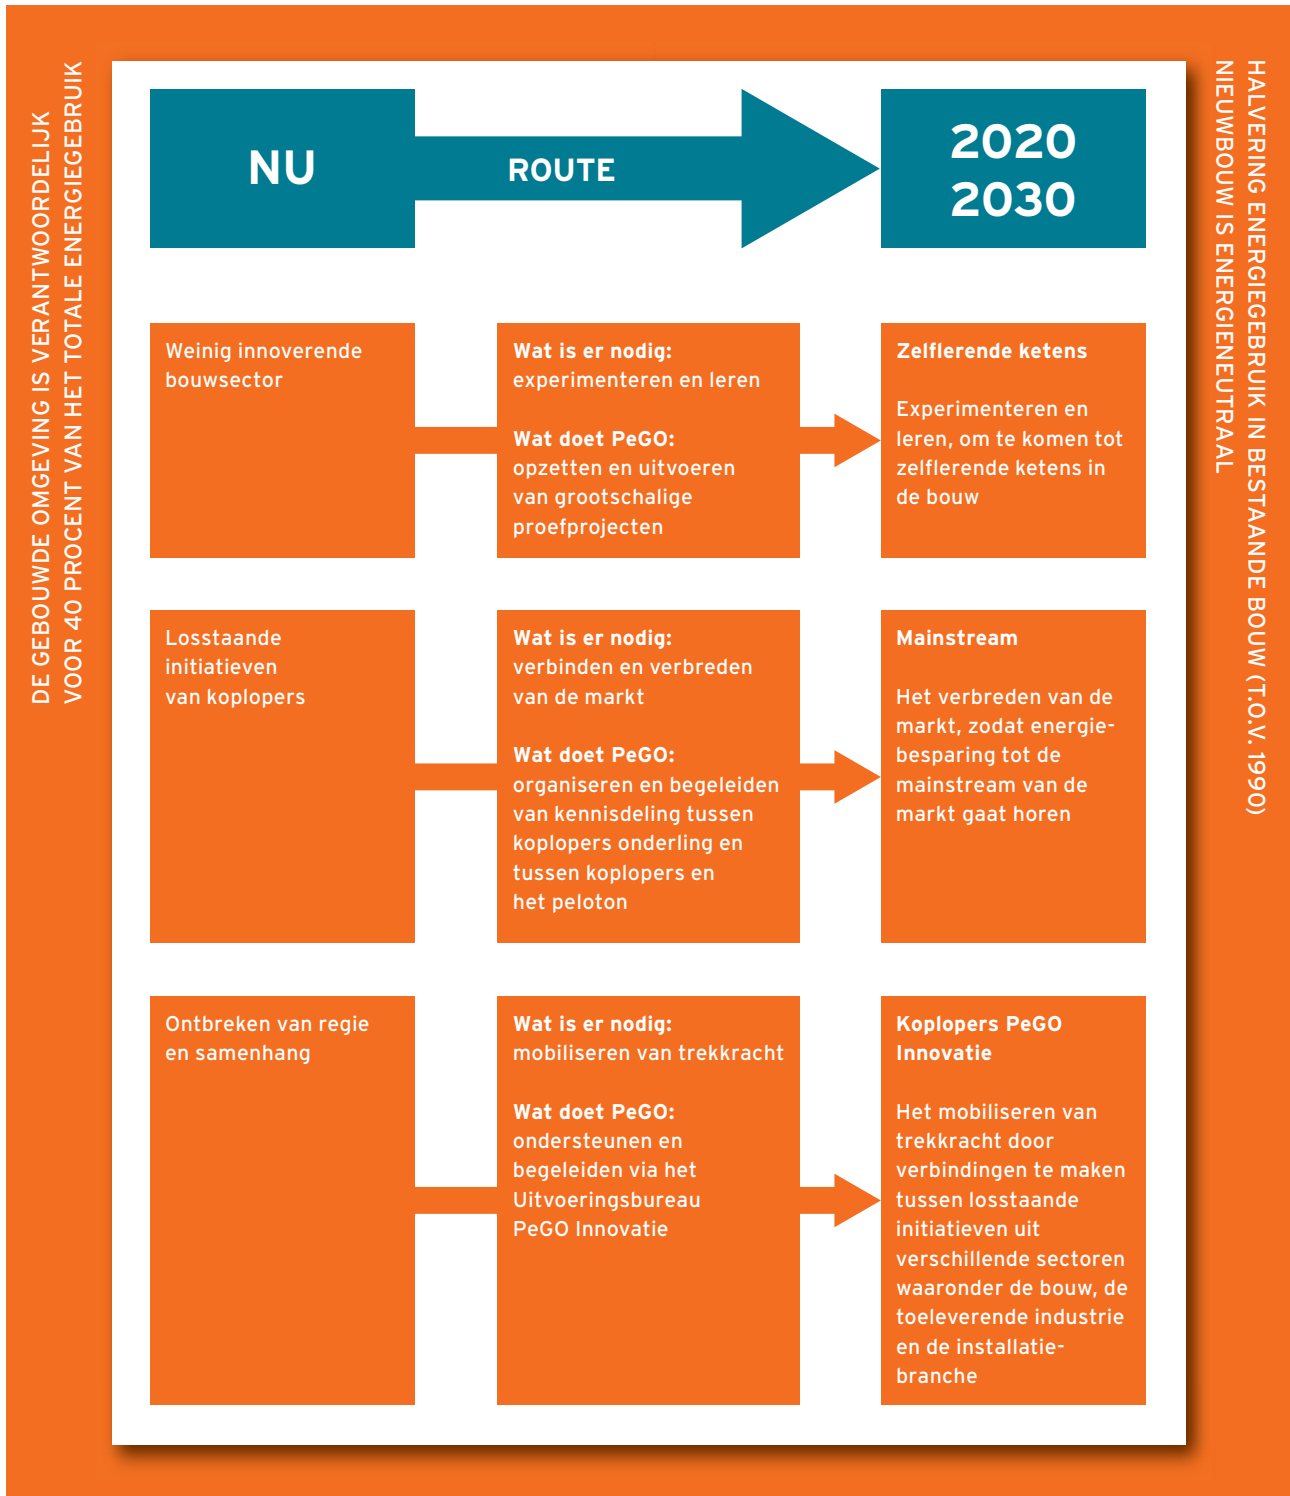 DE GEBOUWDE OMGEVING IS VERANTWOORDELIJK
VOOR 40 PROCENT VAN HET TOTALE ENERGIEGEBRUIK
NU
ROUTE
2020
2030
Weinig innoverende
bouwsector
Wat is er nodig:
experimenteren en leren
Wat doet PeGO:
opzetten en uitvoeren
van grootschalige
proefprojecten
Zelflerende ketens
Experimenteren en
leren, om te komen tot
zelflerende ketens in
de bouw
Losstaande
initiatieven
van koplopers
Wat is er nodig:
verbinden en verbreden
van de markt
Wat doet PeGO:
organiseren en begeleiden
van kennisdeling tussen
koplopers onderling en
tussen koplopers en
het peloton
Mainstream
Het verbreden van de
markt, zodat energie-
besparing tot de
mainstream van de
markt gaat horen
Ontbreken van regie
en samenhang
Wat is er nodig:
mobiliseren van trekkracht
Wat doet PeGO:
ondersteunen en
begeleiden via het
Uitvoeringsbureau
PeGO Innovatie
Koplopers PeGO
Innovatie
Het mobiliseren van
trekkracht door
verbindingen te maken
tussen losstaande
initiatieven uit
verschillende sectoren
waaronder de bouw, de
toeleverende industrie
en de installatie-
branche
HALVERING ENERGIEGEBRUIK IN BESTAANDE BOUW (T.O.V. 1990)
NIEUWBOUW IS ENERGIENEUTRAAL